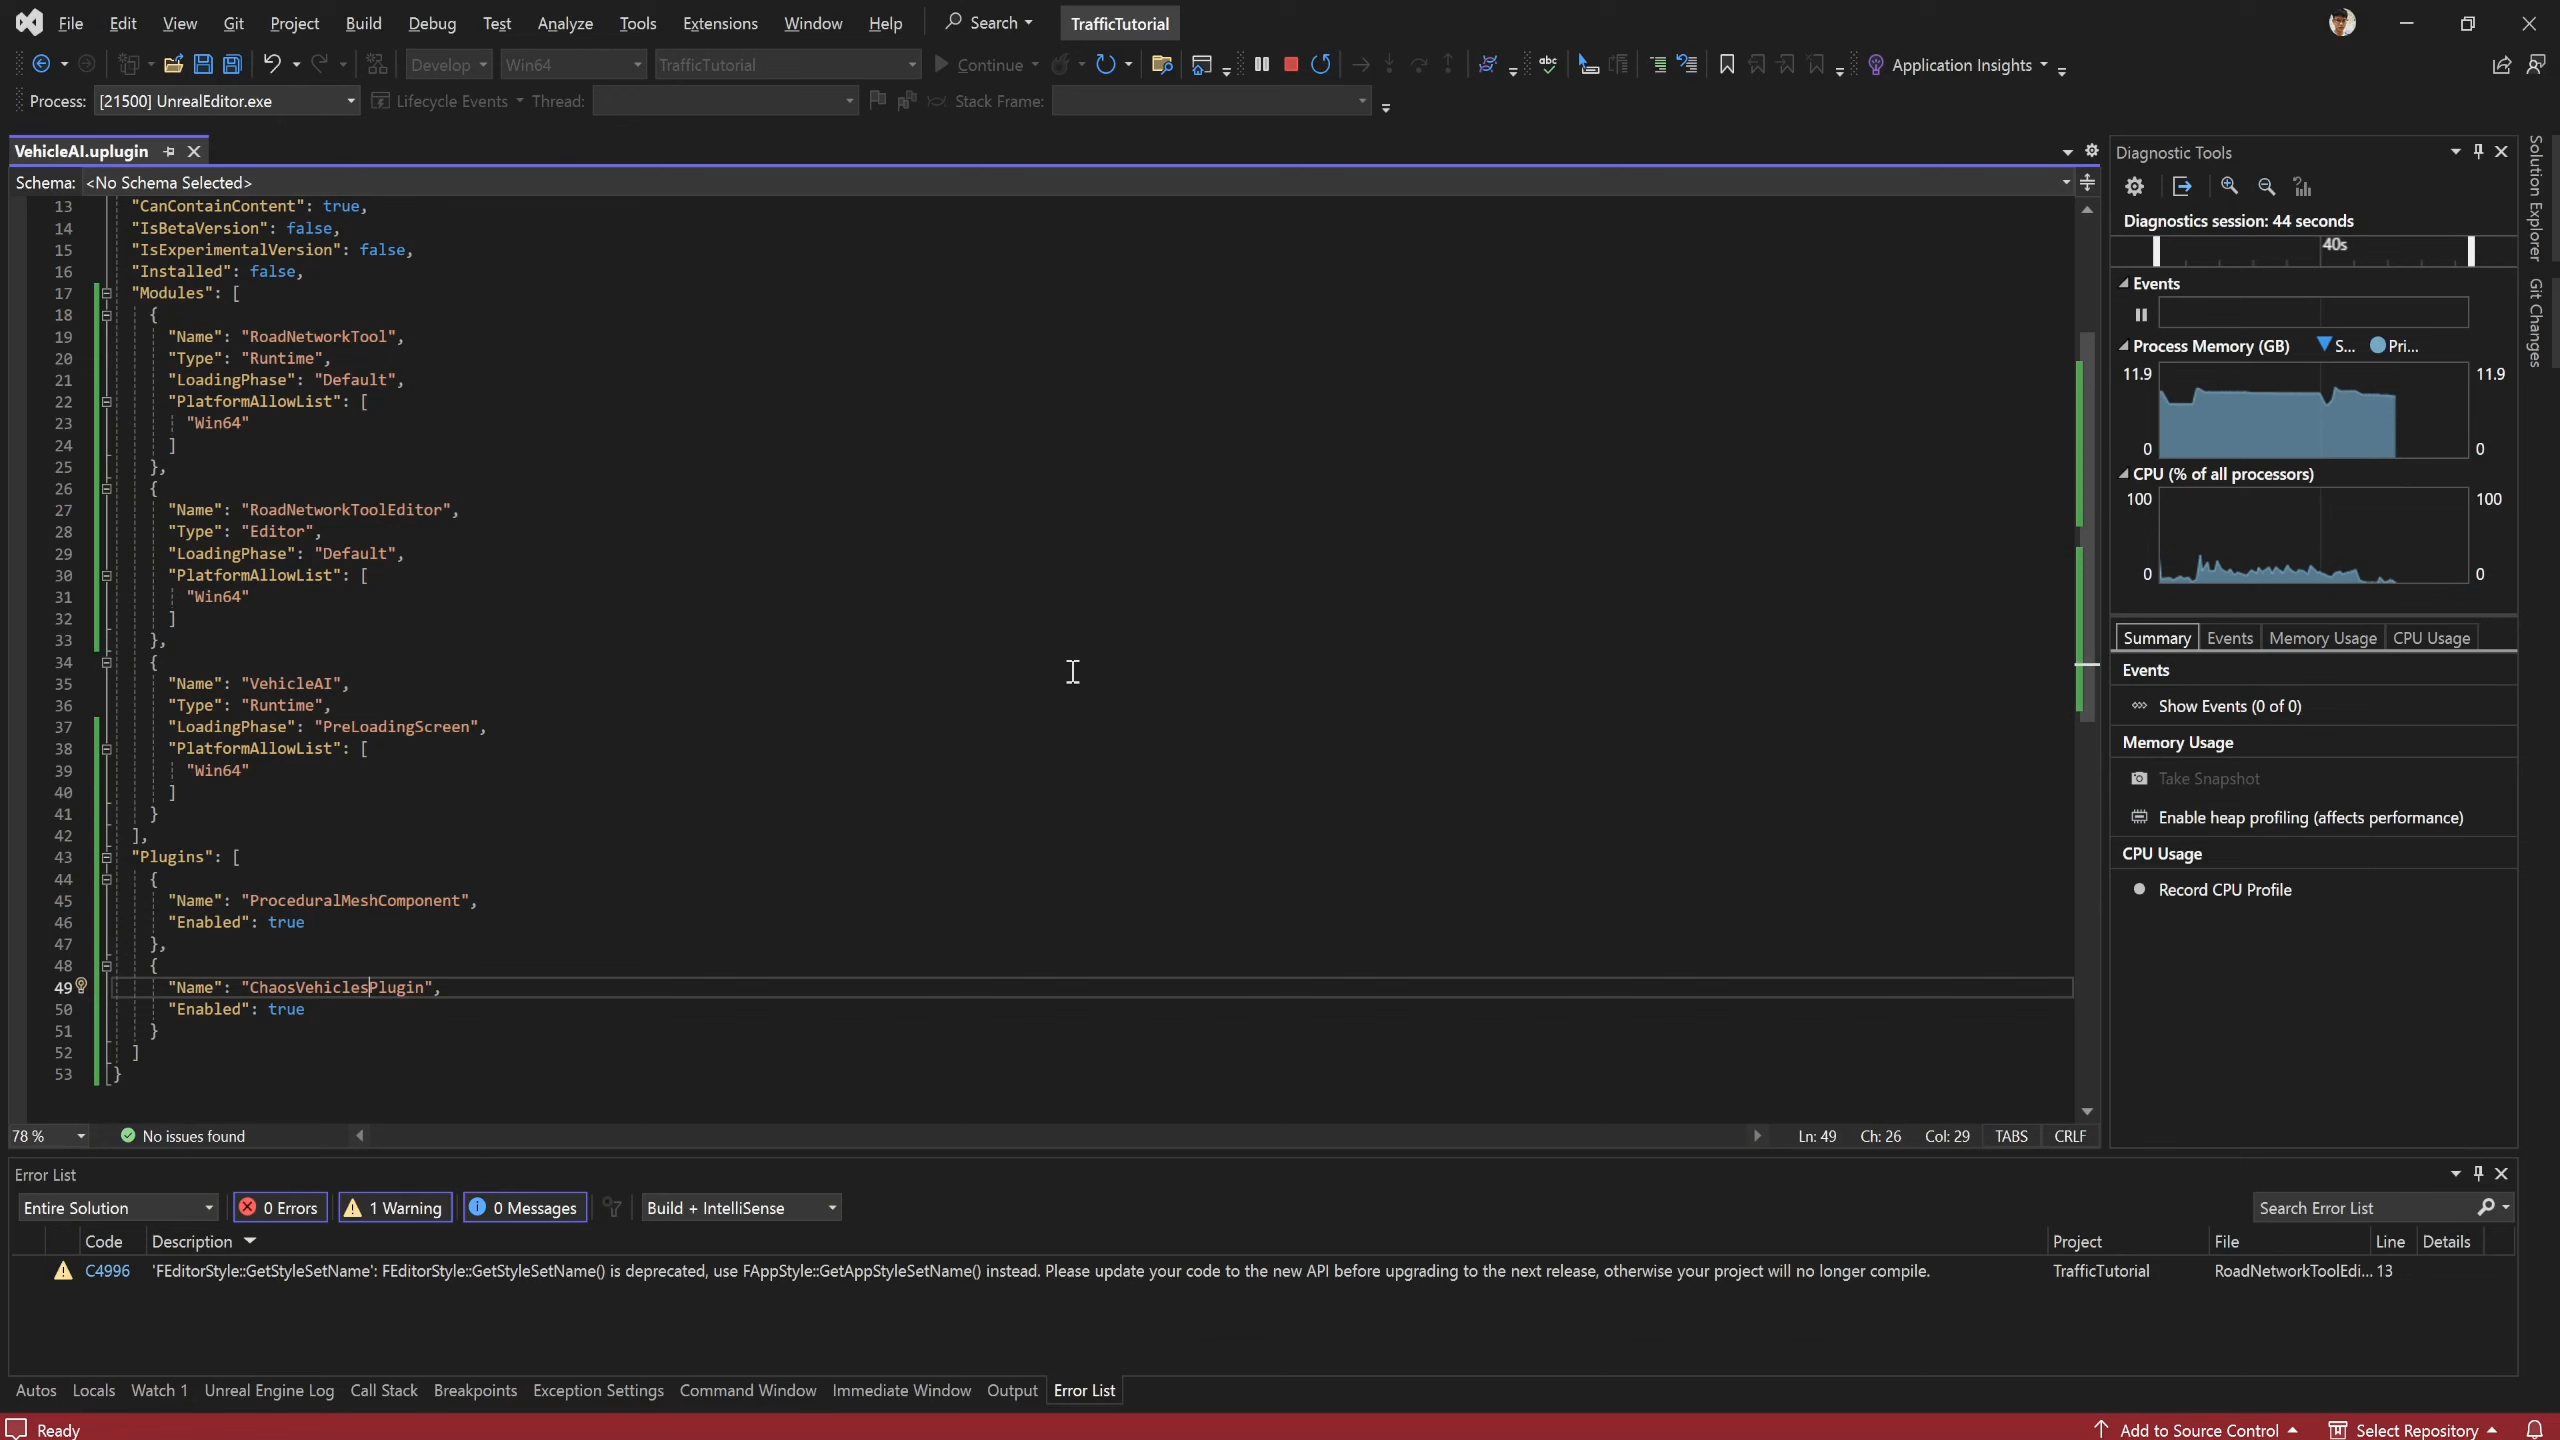 File Edit View Git Project Build Debug Test Analyze Tools Extensions Window Help Search TrafficTutorial
Develop Win64 TrafficTutorial Continue Application Insights
Process: [21500] UnrealEditor.exe Lifecycle Events Thread: Stack Frame:
VehicleAI.uplugin
Schema: <No Schema Selected>
13 "CanContainContent": true,
14 "IsBetaVersion": false,
15 "IsExperimentalVersion": false,
16 "Installed": false,
17 "Modules": [
18 {
19 "Name": "RoadNetworkTool",
20 "Type": "Runtime",
21 "LoadingPhase": "Default",
22 "PlatformAllowList": [
23 "Win64"
24 ]
25 },
26 {
27 "Name": "RoadNetworkToolEditor",
28 "Type": "Editor",
29 "LoadingPhase": "Default",
30 "PlatformAllowList": [
31 "Win64"
32 ]
33 },
34 {
35 "Name": "VehicleAI",
36 "Type": "Runtime",
37 "LoadingPhase": "PreLoadingScreen",
38 "PlatformAllowList": [
39 "Win64"
40 ]
41 }
42 ],
43 "Plugins": [
44 {
45 "Name": "ProceduralMeshComponent",
46 "Enabled": true
47 },
48 {
49 "Name": "ChaosVehiclesPlugin",
50 "Enabled": true
51 }
52 ]
53 }
78 % No issues found Ln: 49 Ch: 26 Col: 29 TABS CRLF
Diagnostic Tools
Diagnostics session: 44 seconds
40s
Events
Process Memory (GB) S... Pri...
11.9 11.9
0 0
CPU (% of all processors)
100 100
0 0
Summary Events Memory Usage CPU Usage
Events
Show Events (0 of 0)
Memory Usage
Take Snapshot
Enable heap profiling (affects performance)
CPU Usage
Record CPU Profile
Solution Explorer
Git Changes
Error List
Entire Solution 0 Errors 1 Warning 0 Messages Build + IntelliSense Search Error List
Code Description Project File Line Details
C4996 'FEditorStyle::GetStyleSetName': FEditorStyle::GetStyleSetName() is deprecated, use FAppStyle::GetAppStyleSetName() instead. Please update your code to the new API before upgrading to the next release, otherwise your project will no longer compile. TrafficTutorial RoadNetworkToolEdi... 13
Autos Locals Watch 1 Unreal Engine Log Call Stack Breakpoints Exception Settings Command Window Immediate Window Output Error List
Ready Add to Source Control Select Repository